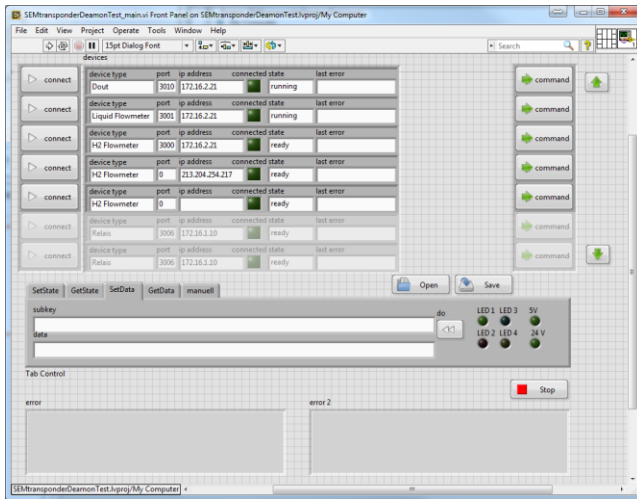 SEMtransponderDeamonTest_main.vi Front Panel on SEMtransponderDeamonTest.lvproj/My Computer
File Edit View Project Operate Tools Window Help
15pt Dialog Font Search
devices
device type port ip address connected state last error
connect Dout 3010 172.16.2.21 running command
device type port ip address connected state last error
connect Liquid Flowmeter 3001 172.16.2.21 running command
device type port ip address connected state last error
connect H2 Flowmeter 3000 172.16.2.21 ready command
device type port ip address connected state last error
connect H2 Flowmeter 0 213.204.254.217 ready command
device type port ip address connected state last error
connect H2 Flowmeter 0 ready command
device type port ip address connected state last error
connect Relais 3006 172.16.1.10 ready command
device type port ip address connected state last error
connect Relais 3006 172.16.1.10 ready command
Open Save
SetState GetState SetData GetData manuell
subkey do LED 1 LED 3 5V
data LED 2 LED 4 24 V
Tab Control
Stop
error error 2
SEMtransponderDeamonTest.lvproj/My Computer